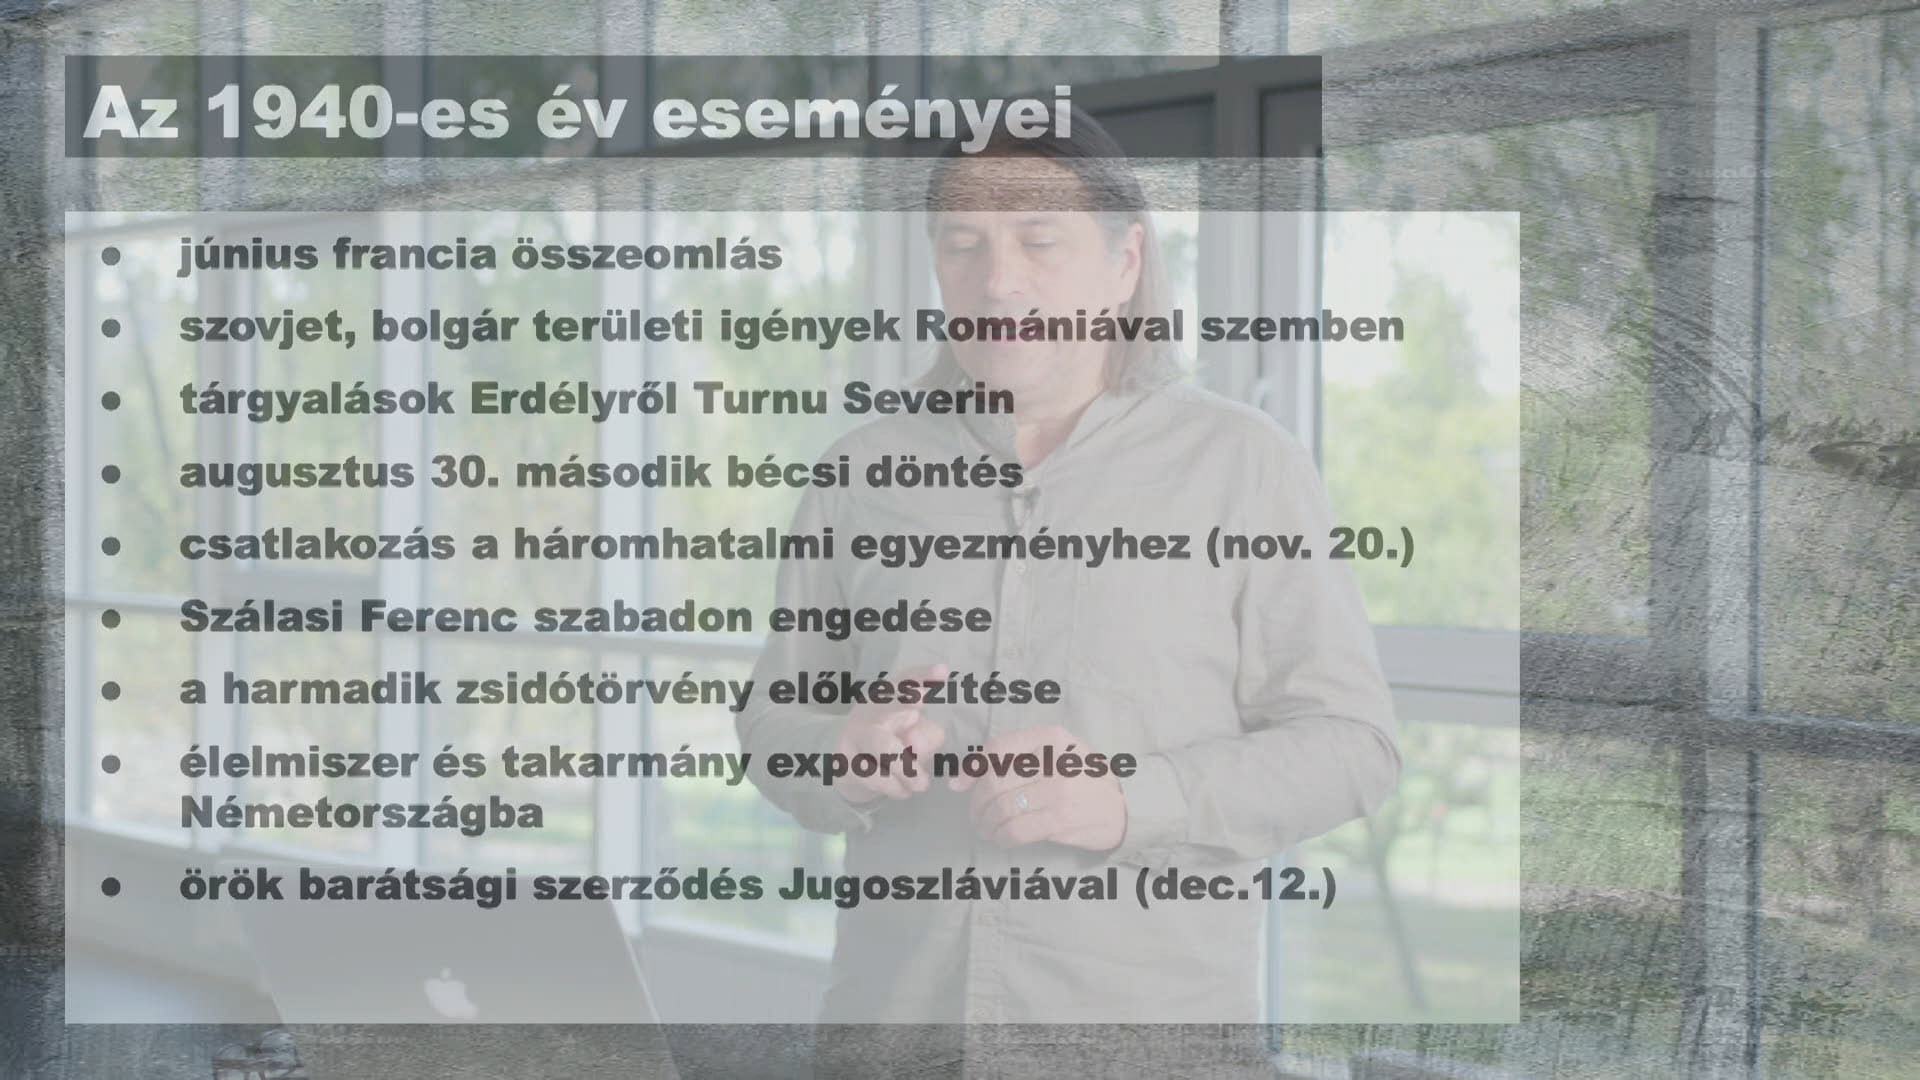 Az 1940-es év eseményei
• június francia összeomlás
• szovjet, bolgár területi igények Romániával szemben
• tárgyalások Erdélyről Turnu Severin
• augusztus 30. második bécsi döntés
• csatlakozás a háromhatalmi egyezményhez (nov. 20.)
• Szálasi Ferenc szabadon engedése
• a harmadik zsidótörvény előkészítése
• élelmiszer és takarmány export növelése
Németországba
• örök barátsági szerződés Jugoszláviával (dec.12.)